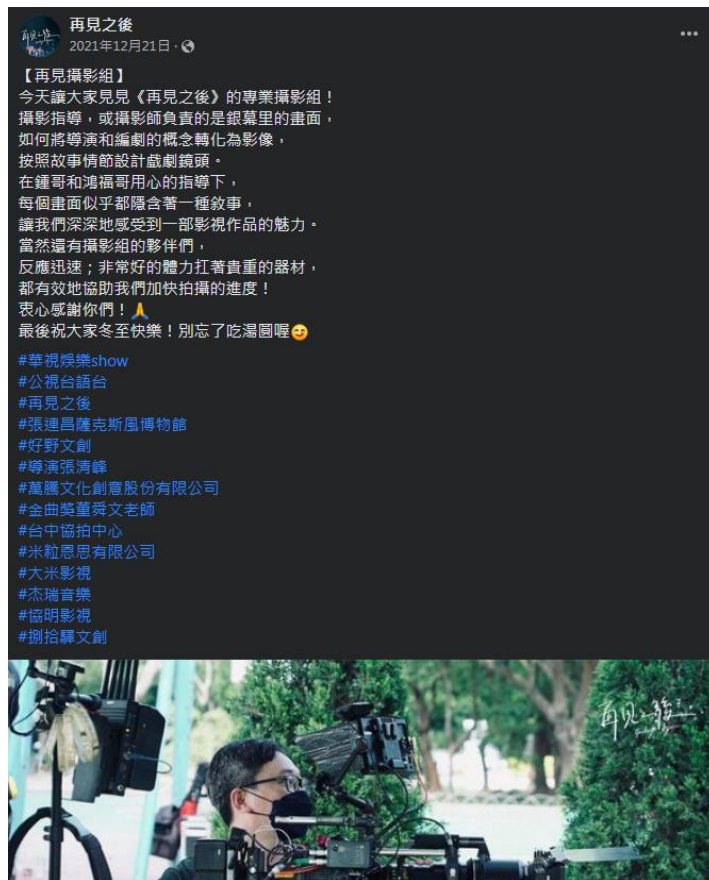 再見之後
2021年12月21日 ·
【再見攝影組】
今天讓大家見見《再見之後》的專業攝影組！
攝影指導，或攝影師負責的是銀幕里的畫面，
如何將導演和編劇的概念轉化為影像，
按照故事情節設計戲劇鏡頭。
在鍾哥和鴻福哥用心的指導下，
每個畫面似乎都隱含著一種敘事，
讓我們深深地感受到一部影視作品的魅力。
當然還有攝影組的夥伴們，
反應迅速；非常好的體力扛著貴重的器材，
都有效地協助我們加快拍攝的進度！
衷心感謝你們！🙏
最後祝大家冬至快樂！別忘了吃湯圓喔😋
#華視娛樂show
#公視台語台
#再見之後
#張連昌薩克斯風博物館
#好野文創
#導演張清峰
#萬騰文化創意股份有限公司
#金曲獎董舜文老師
#台中協拍中心
#米粒恩思有限公司
#大米影視
#杰瑞音樂
#協明影視
#捌拾驛文創
再見之後